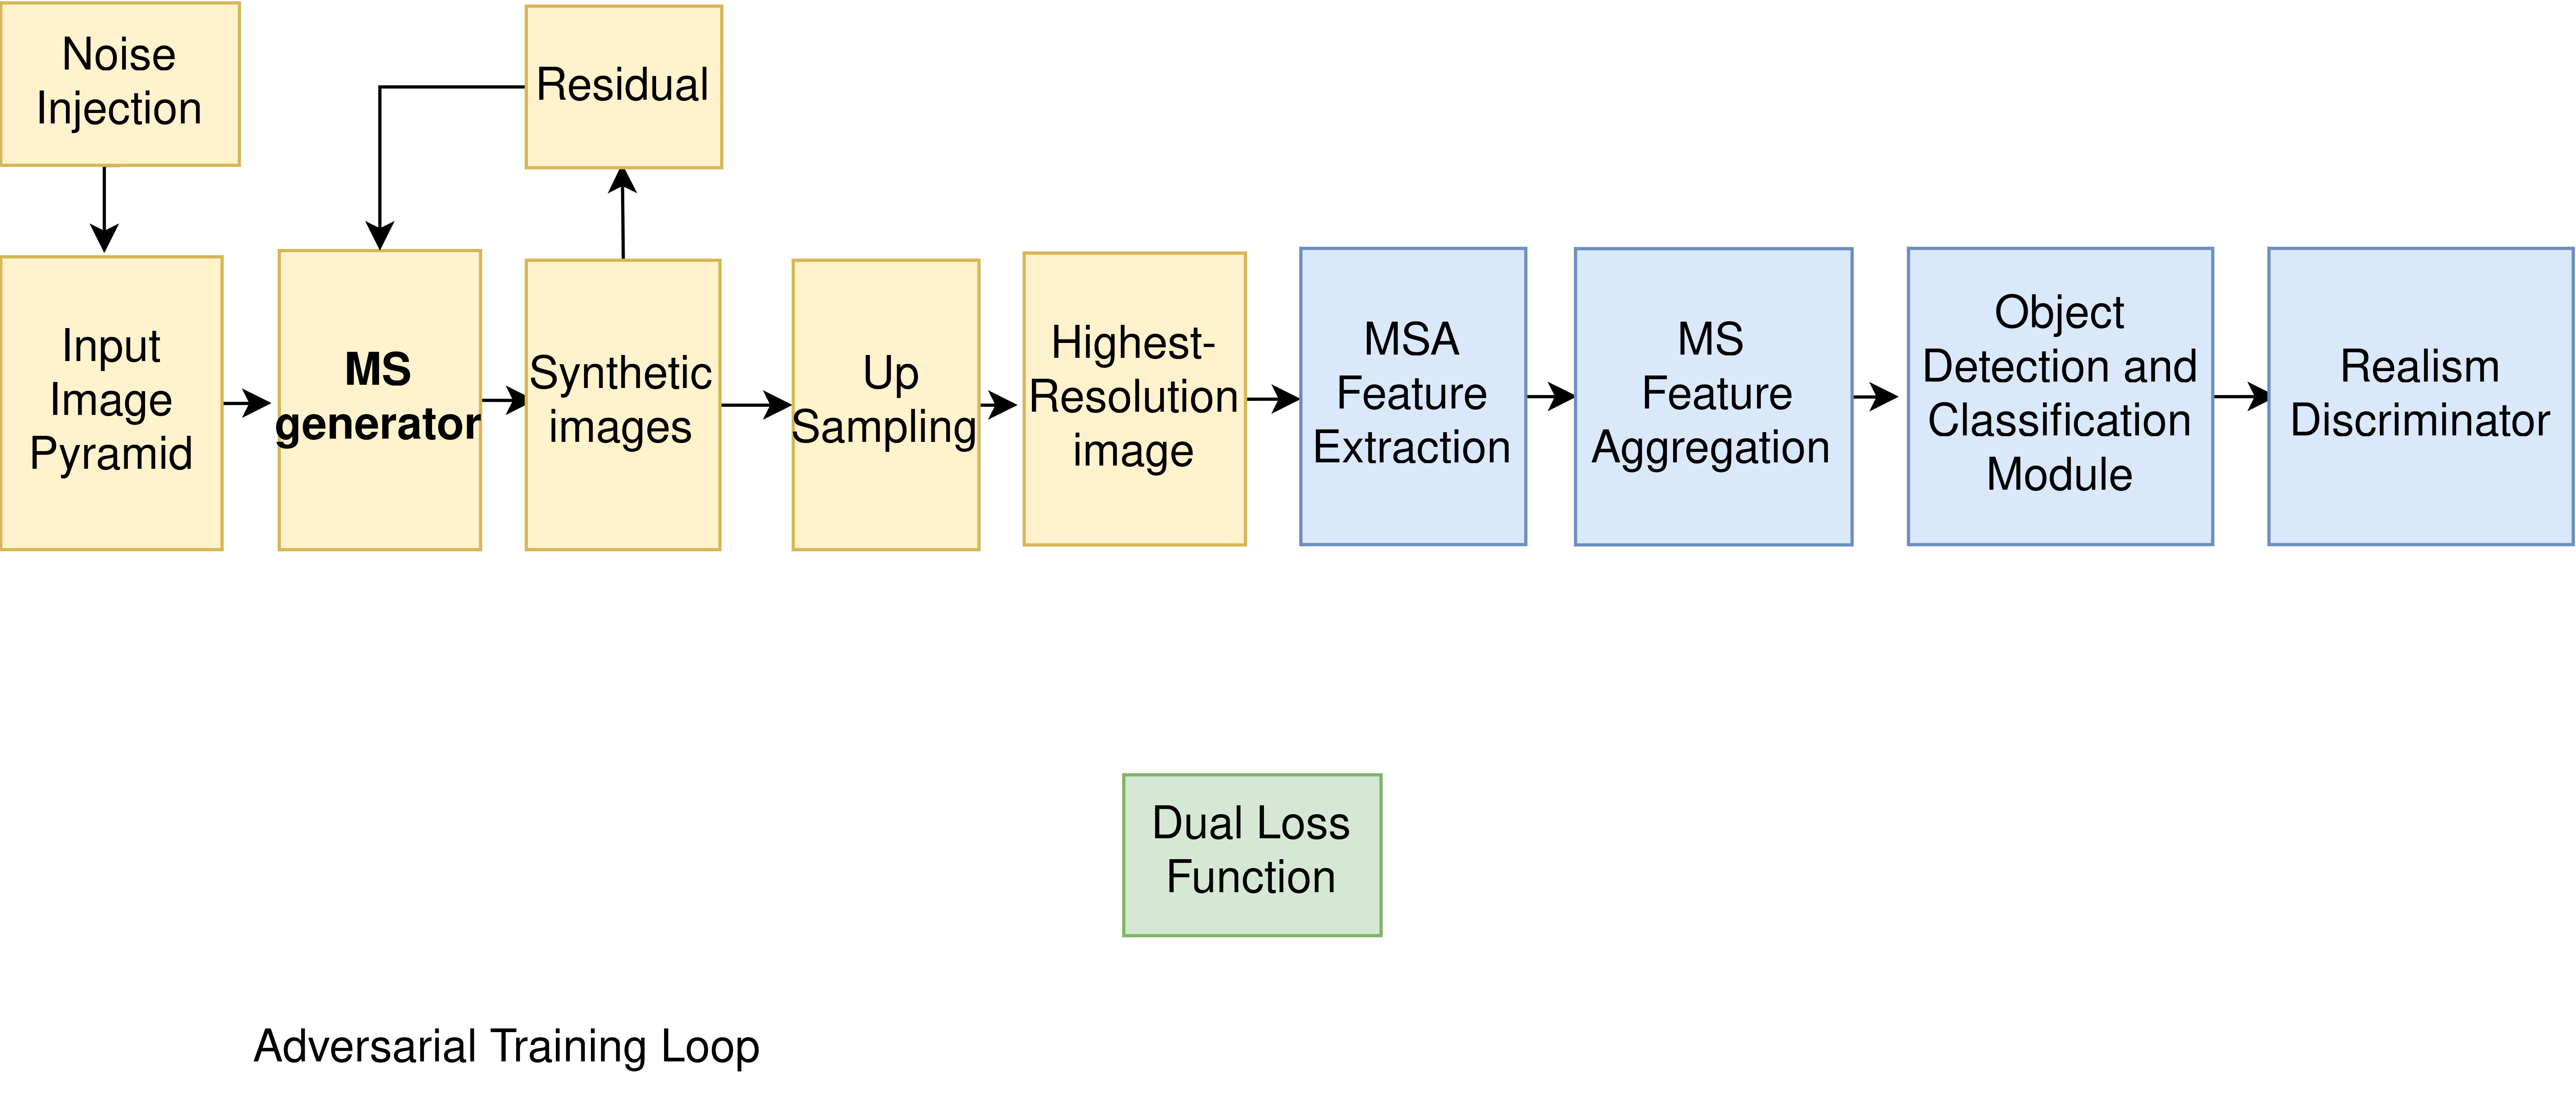 Noise
Injection
Residual
Input
Image
Pyramid
MS
generator
Synthetic
images
Up
Sampling
Highest-
Resolution
image
MSA
Feature
Extraction
MS
Feature
Aggregation
Object
Detection and
Classification
Module
Realism
Discriminator
Dual Loss
Function
Adversarial Training Loop